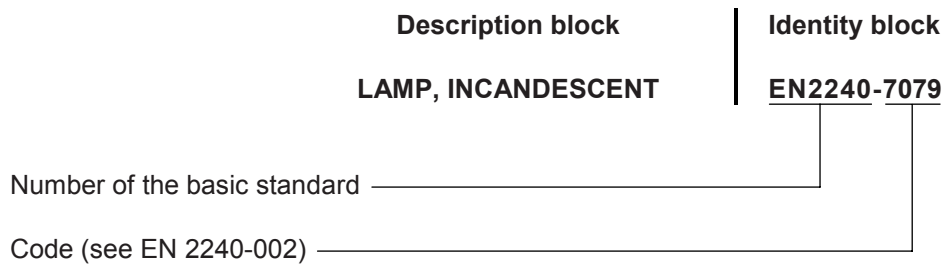 Description block Identity block
LAMP, INCANDESCENT EN2240-7079
Number of the basic standard
Code (see EN 2240-002)